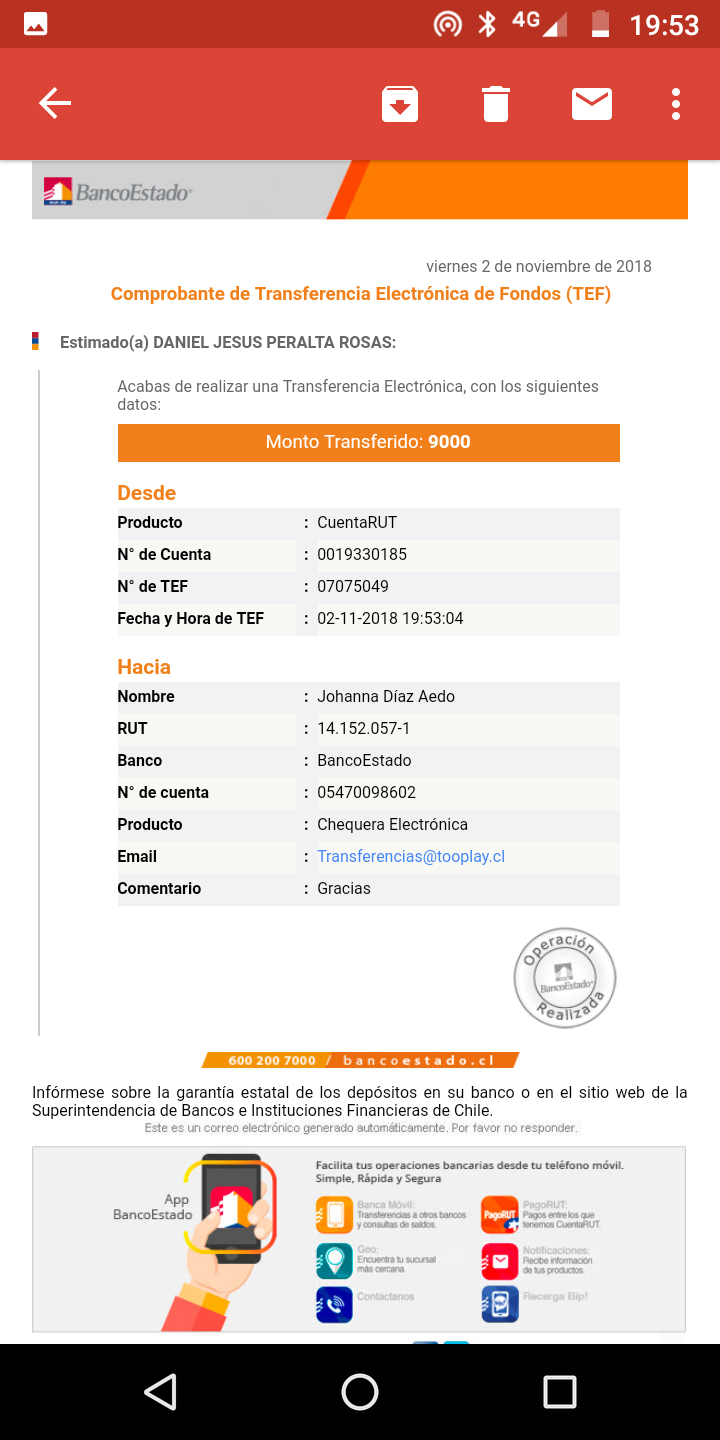 4G 19:53
BancoEstado
viernes 2 de noviembre de 2018
Comprobante de Transferencia Electrónica de Fondos (TEF)
Estimado(a) DANIEL JESUS PERALTA ROSAS:
Acabas de realizar una Transferencia Electrónica, con los siguientes
datos:
Monto Transferido: 9000
Desde
Producto : CuentaRUT
N° de Cuenta : 0019330185
N° de TEF : 07075049
Fecha y Hora de TEF : 02-11-2018 19:53:04
Hacia
Nombre : Johanna Díaz Aedo
RUT : 14.152.057-1
Banco : BancoEstado
N° de cuenta : 05470098602
Producto : Chequera Electrónica
Email : Transferencias@tooplay.cl
Comentario : Gracias
Operación
BancoEstado
Realizada
600 200 7000 / bancoestado.cl
Infórmese sobre la garantía estatal de los depósitos en su banco o en el sitio web de la
Superintendencia de Bancos e Instituciones Financieras de Chile.
Este es un correo electrónico generado automáticamente. Por favor no responder.
App
BancoEstado
Facilita tus operaciones bancarias desde tu teléfono móvil.
Simple, Rápida y Segura
Banca Móvil:
Transferencias a otros bancos
y consultas de saldos.
PagoRUT
PagoRUT:
Pagos entre los que
tenemos CuentaRUT.
Geo:
Encuentra tu sucursal
más cercana.
Notificaciones:
Recibe información
de tus productos.
Contáctanos
Recarga Bip!